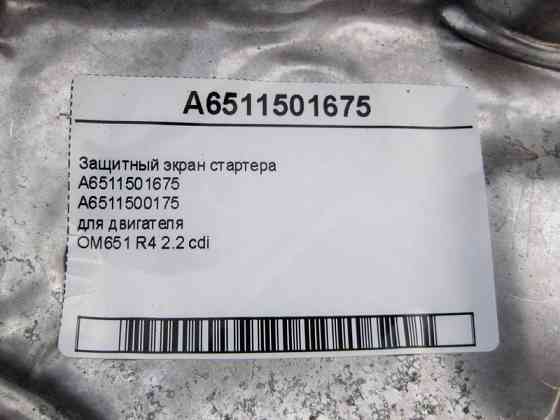 A6511501675
Защитный экран стартера
A6511501675
A6511500175
для двигателя
OM651 R4 2.2 cdi